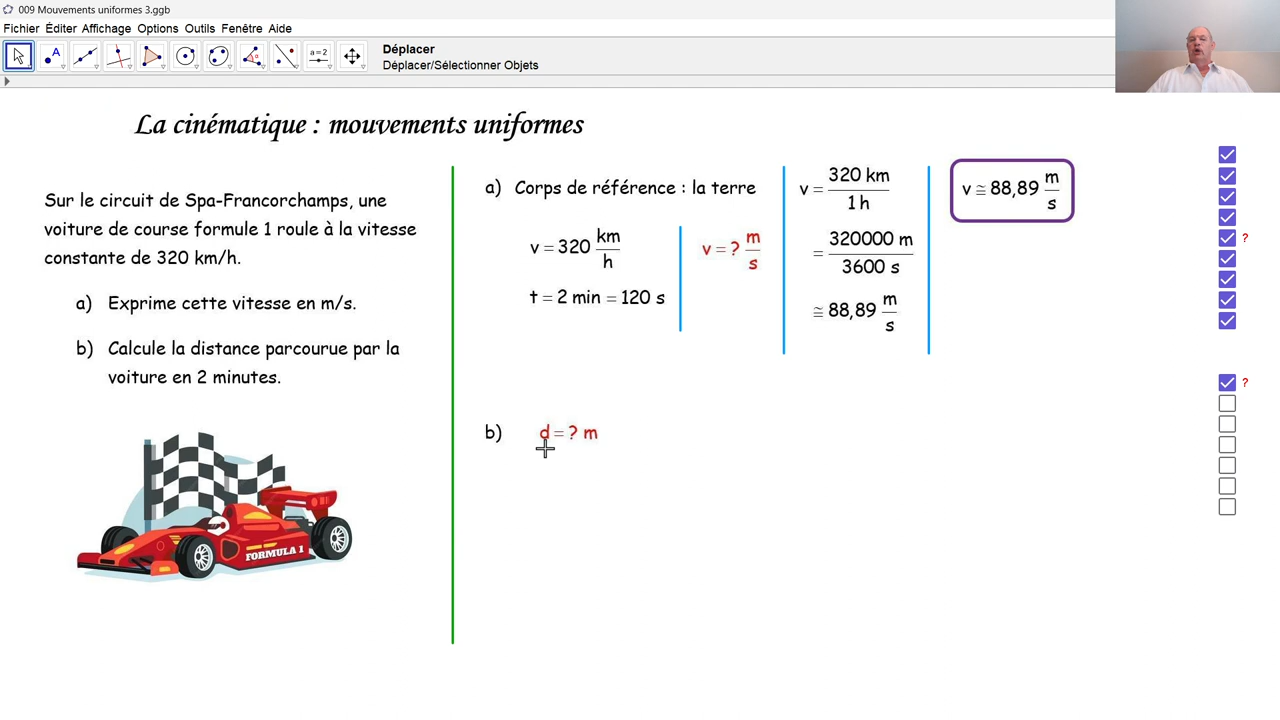 009 Mouvements uniformes 3.ggb
Fichier Éditer Affichage Options Outils Fenêtre Aide
A
a=2
Déplacer
Déplacer/Sélectionner Objets
La cinématique : mouvements uniformes
Sur le circuit de Spa-Francorchamps, une
voiture de course formule 1 roule à la vitesse
constante de 320 km/h.
a) Exprime cette vitesse en m/s.
b) Calcule la distance parcourue par la
voiture en 2 minutes.
FORMULA 1
a) Corps de référence : la terre
v = 320 km/h
t = 2 min = 120 s
v = ? m/s
v = 320 km / 1 h
= 320000 m / 3600 s
≅ 88,89 m/s
v ≅ 88,89 m/s
b) d = ? m
?
?